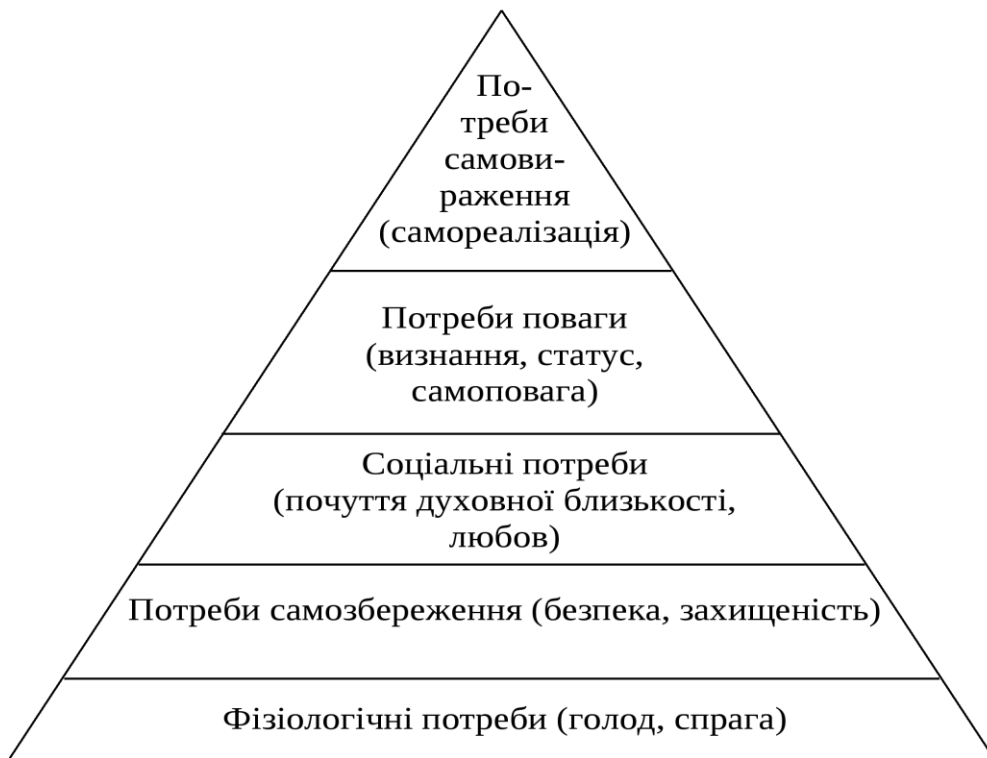 По-
треби
самови-
раження
(самореалізація)
Потреби поваги
(визнання, статус,
самоповага)
Соціальні потреби
(почуття духовної близькості,
любов)
Потреби самозбереження (безпека, захищеність)
Фізіологічні потреби (голод, спрага)